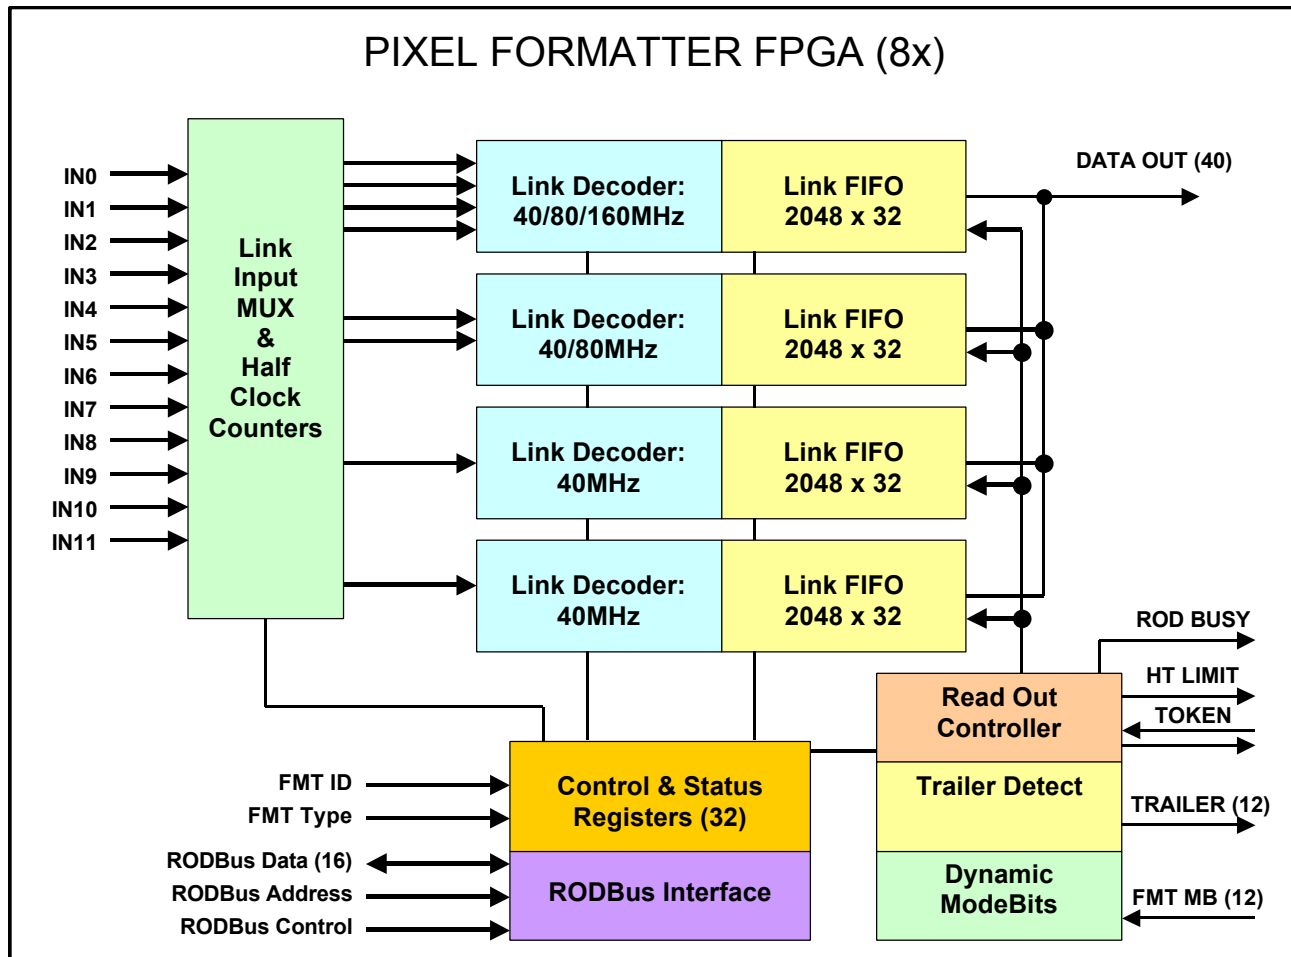 PIXEL FORMATTER FPGA (8x)
IN0
IN1
IN2
IN3
IN4
IN5
IN6
IN7
IN8
IN9
IN10
IN11
Link
Input
MUX
&
Half
Clock
Counters
Link Decoder:
40/80/160MHz
Link FIFO
2048 x 32
Link Decoder:
40/80MHz
Link FIFO
2048 x 32
Link Decoder:
40MHz
Link FIFO
2048 x 32
Link Decoder:
40MHz
Link FIFO
2048 x 32
DATA OUT (40)
FMT ID
FMT Type
RODBus Data (16)
RODBus Address
RODBus Control
Control & Status
Registers (32)
RODBus Interface
Read Out
Controller
Trailer Detect
Dynamic
ModeBits
ROD BUSY
HT LIMIT
TOKEN
TRAILER (12)
FMT MB (12)